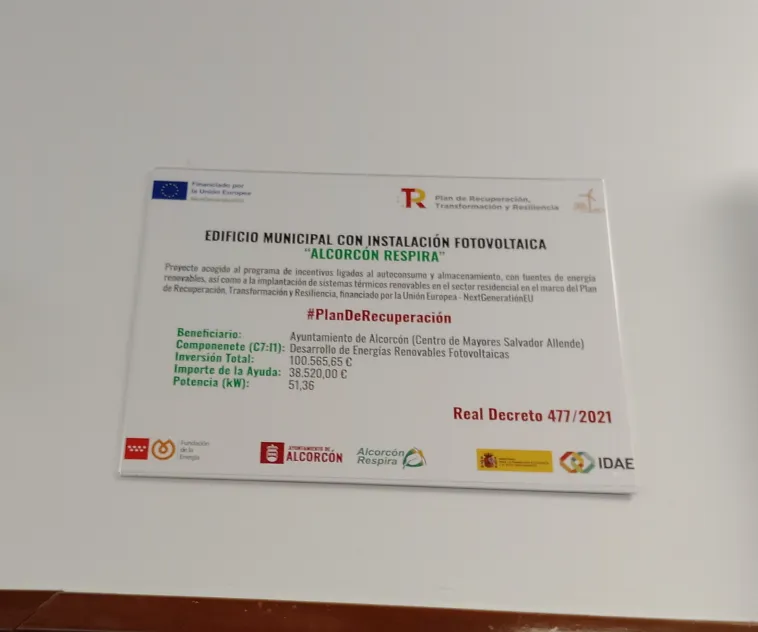 Financiado por
la Unión Europea
NextGenerationEU
TR
Plan de Recuperación,
Transformación y Resiliencia
EDIFICIO MUNICIPAL CON INSTALACIÓN FOTOVOLTAICA
"ALCORCÓN RESPIRA"
Proyecto acogido al programa de incentivos ligados al autoconsumo y almacenamiento, con fuentes de energía
renovables, así como a la implantación de sistemas térmicos renovables en el sector residencial en el marco del Plan
de Recuperación, Transformación y Resiliencia, financiado por la Unión Europea - NextGenerationEU
#PlanDeRecuperación
Beneficiario: Ayuntamiento de Alcorcón (Centro de Mayores Salvador Allende)
Componenete (C7:I1): Desarrollo de Energías Renovables Fotovoltaicas
Inversión Total: 100.565,65 €
Importe de la Ayuda: 38.520,00 €
Potencia (kW): 51,36
Real Decreto 477/2021
Fundación
de la
Energía
AYUNTAMIENTO DE
ALCORCÓN
Alcorcón
Respira
IDAE